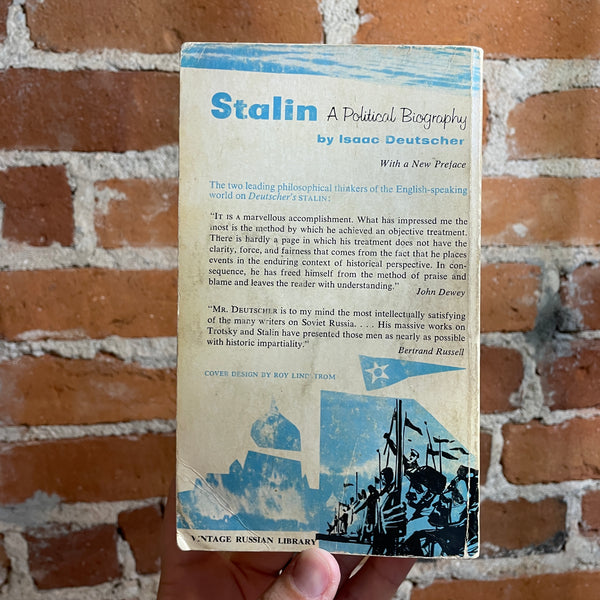 Stalin A Political Biography
by Isaac Deutscher
With a New Preface
The two leading philosophical thinkers of the English-speaking
world on Deutscher's STALIN:
"IT IS A marvellous accomplishment. What has impressed me the
most is the method by which he achieved an objective treatment.
There is hardly a page in which his treatment does not have the
clarity, force, and fairness that comes from the fact that he places
events in the enduring context of historical perspective. In con-
sequence, he has freed himself from the method of praise and
blame and leaves the reader with understanding."
John Dewey
"MR. DEUTSCHER is to my mind the most intellectually satisfying
of the many writers on Soviet Russia. . . . His massive works on
Trotsky and Stalin have presented those men as nearly as possible
with historic impartiality."
Bertrand Russell
COVER DESIGN BY ROY LINDSTROM
VINTAGE RUSSIAN LIBRARY